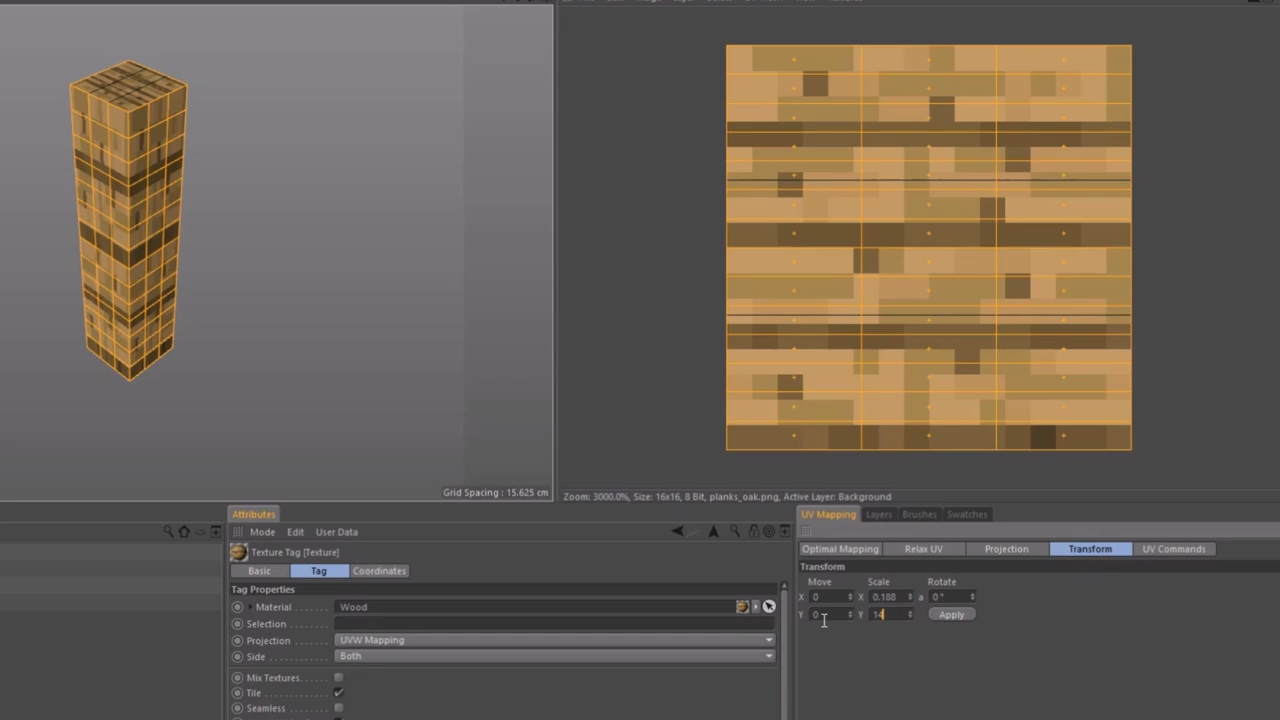 Grid Spacing : 15.625 cm
Zoom: 3000.0%, Size: 16x16, 8 Bit, planks_oak.png, Active Layer: Background
Attributes
Mode Edit User Data
Texture Tag [Texture]
Basic Tag Coordinates
Tag Properties
Material Wood
Selection
Projection UVW Mapping
Side Both
Mix Textures
Tile
Seamless
UV Mapping Layers Brushes Swatches
Optimal Mapping Relax UV Projection Transform UV Commands
Transform
Move Scale Rotate
X 0 X 0.188 a 0 °
Y 0 Y 14 Apply